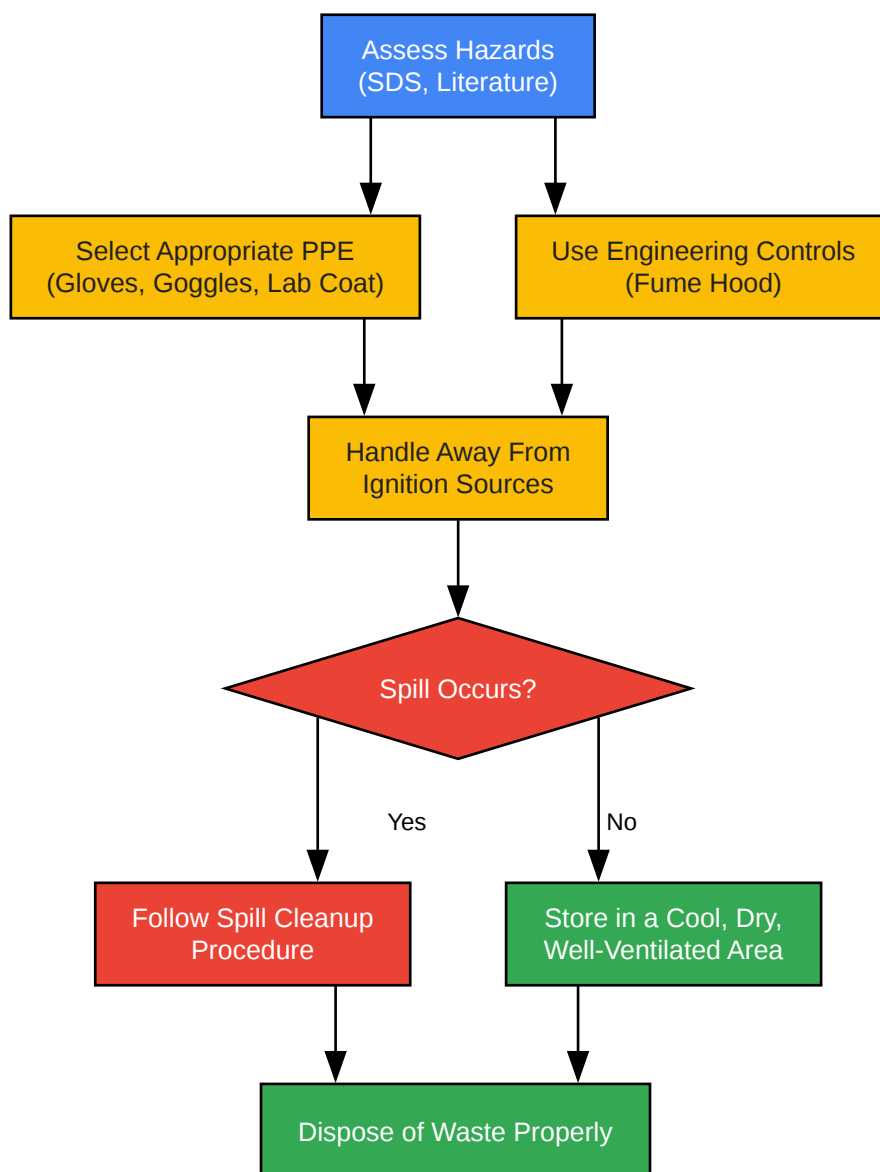 Assess Hazards
(SDS, Literature)
Select Appropriate PPE
(Gloves, Goggles, Lab Coat)
Use Engineering Controls
(Fume Hood)
Handle Away From
Ignition Sources
Spill Occurs?
Yes
No
Follow Spill Cleanup
Procedure
Store in a Cool, Dry,
Well-Ventilated Area
Dispose of Waste Properly